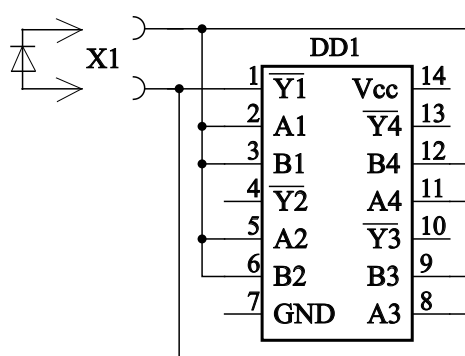 DD1
X1
1 Y1 Vcc 14
2 A1 Y4 13
3 B1 B4 12
4 Y2 A4 11
5 A2 Y3 10
6 B2 B3 9
7 GND A3 8